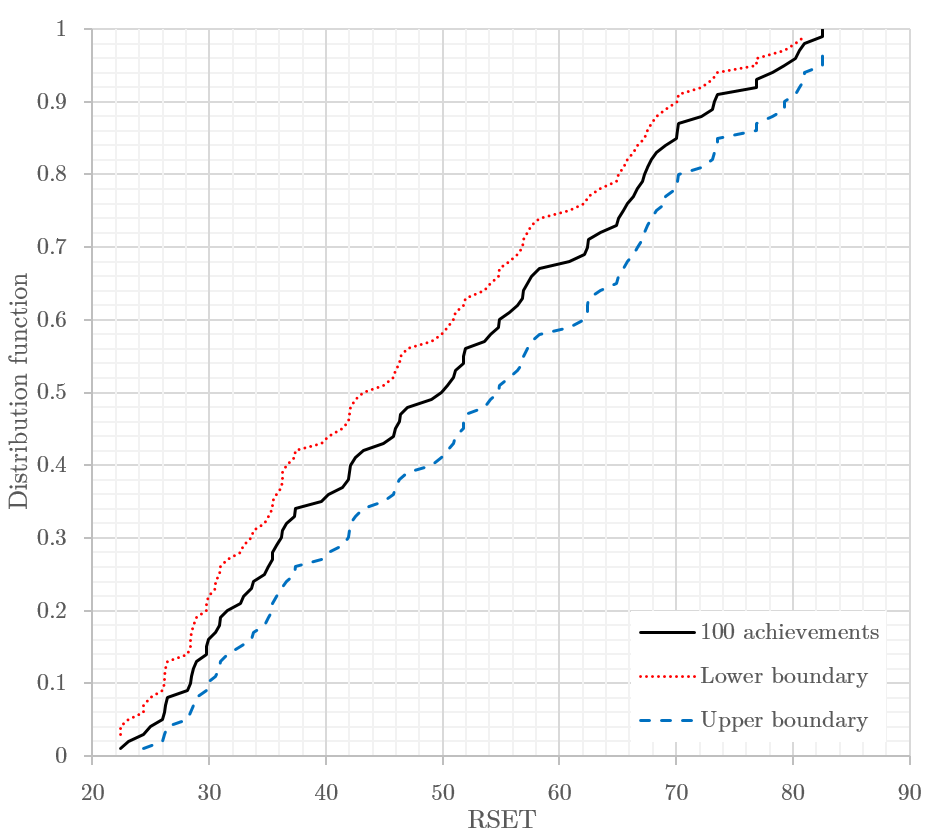 1
0.9
0.8
0.7
0.6
0.5
0.4
0.3
0.2
0.1
0
Distribution function
100 achievements
Lower boundary
Upper boundary
20 30 40 50 60 70 80 90
RSET